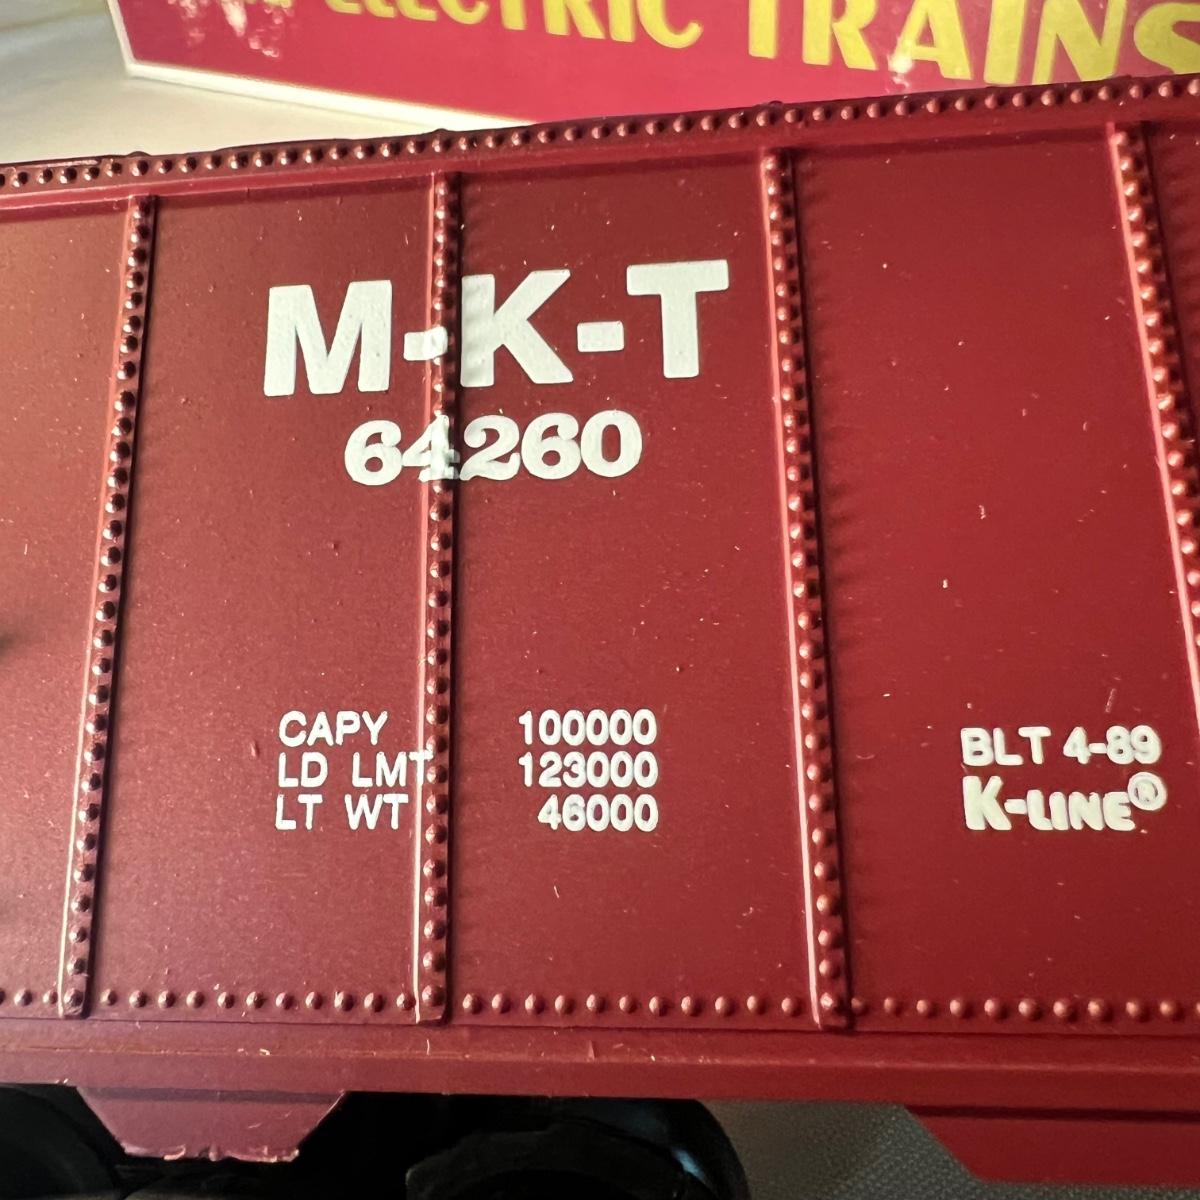 ELECTRIC TRAINS
M-K-T
64260
CAPY 100000
LD LMT 123000
LT WT 46000
BLT 4-89
K-LINE®